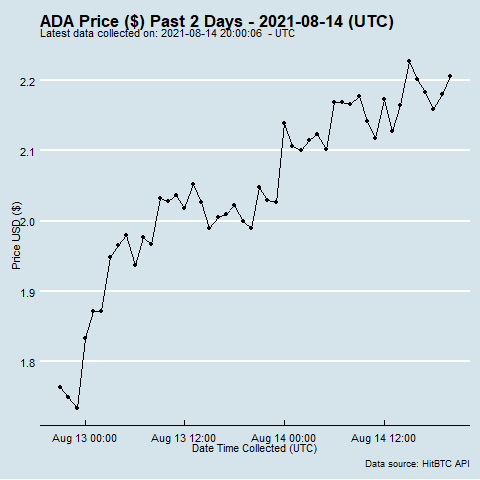 ADA Price ($) Past 2 Days - 2021-08-14 (UTC)
Latest data collected on: 2021-08-14 20:00:06  - UTC
2.2
2.1
2.0
1.9
1.8
Price USD ($)
Aug 13 00:00 Aug 13 12:00 Aug 14 00:00 Aug 14 12:00
Date Time Collected (UTC)
Data source: HitBTC API